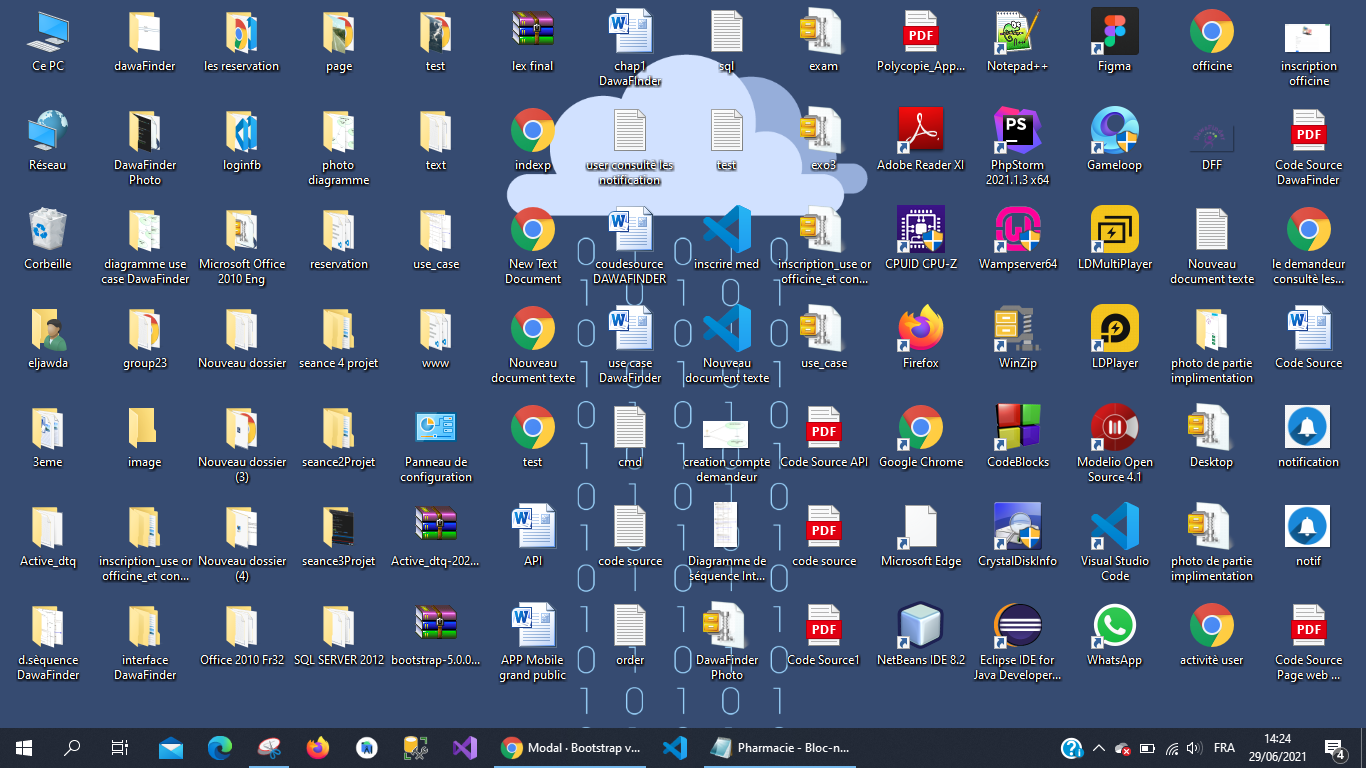 Ce PC
dawaFinder
les reservation
page
test
lex final
chap1
DawaFinder
sql
exam
Polycopie_App...
Notepad++
Figma
officine
inscription
officine
Réseau
DawaFinder
Photo
loginfb
photo
diagramme
text
indexp
user consultè les
notification
test
exo3
Adobe Reader XI
PhpStorm
2021.1.3 x64
Gameloop
DFF
Code Source
DawaFinder
Corbeille
diagramme use
case DawaFinder
Microsoft Office
2010 Eng
reservation
use_case
New Text
Document
coudesource
DAWAFINDER
inscrire med
inscription_use or
officine_et con...
CPUID CPU-Z
Wampserver64
LDMultiPlayer
Nouveau
document texte
le demandeur
consultè les...
eljawda
group23
Nouveau dossier
seance 4 projet
www
Nouveau
document texte
use case
DawaFinder
Nouveau
document texte
use_case
Firefox
WinZip
LDPlayer
photo de partie
implimentation
Code Source
3eme
image
Nouveau dossier
(3)
seance2Projet
Panneau de
configuration
test
cmd
creation compte
demandeur
Code Source API
Google Chrome
CodeBlocks
Modelio Open
Source 4.1
Desktop
notification
Active_dtq
inscription_use or
officine_et con...
Nouveau dossier
(4)
seance3Projet
Active_dtq-202...
API
code source
Diagramme de
séquence Int...
code source
Microsoft Edge
CrystalDiskInfo
Visual Studio
Code
photo de partie
implimentation
notif
d.sèquence
DawaFinder
interface
DawaFinder
Office 2010 Fr32
SQL SERVER 2012
bootstrap-5.0.0...
APP Mobile
grand public
order
DawaFinder
Photo
Code Source1
NetBeans IDE 8.2
Eclipse IDE for
Java Developer...
WhatsApp
activitè user
Code Source
Page web ...
Modal · Bootstrap v...
Pharmacie - Bloc-n...
FRA
14:24
29/06/2021
4